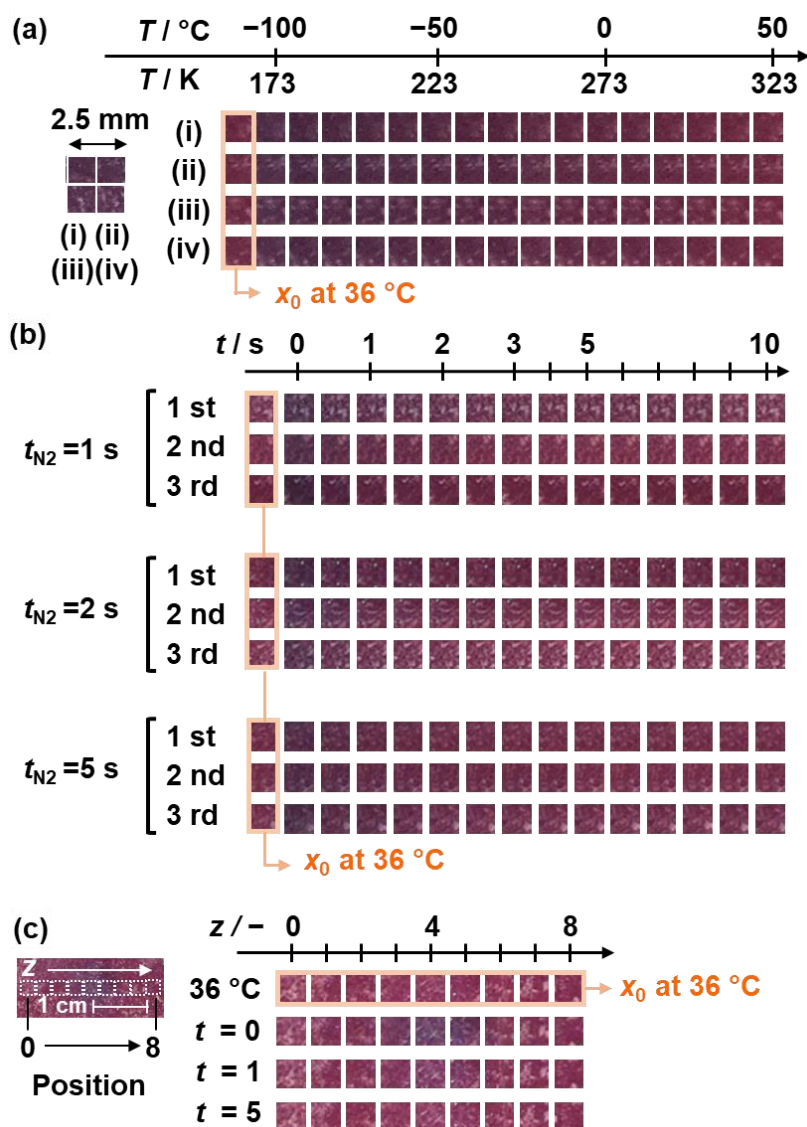 (a)
T / °C −100 −50 0 50
T / K 173 223 273 323
2.5 mm
(i)
(ii)
(iii)
(iv)
(i) (ii)
(iii)(iv)
x0 at 36 °C
(b)
t / s 0 1 2 3 5 10
tN2 =1 s
1 st
2 nd
3 rd
tN2 =2 s
1 st
2 nd
3 rd
tN2 =5 s
1 st
2 nd
3 rd
x0 at 36 °C
(c)
z / − 0 4 8
Z
1 cm
0 8
Position
36 °C
x0 at 36 °C
t = 0
t = 1
t = 5